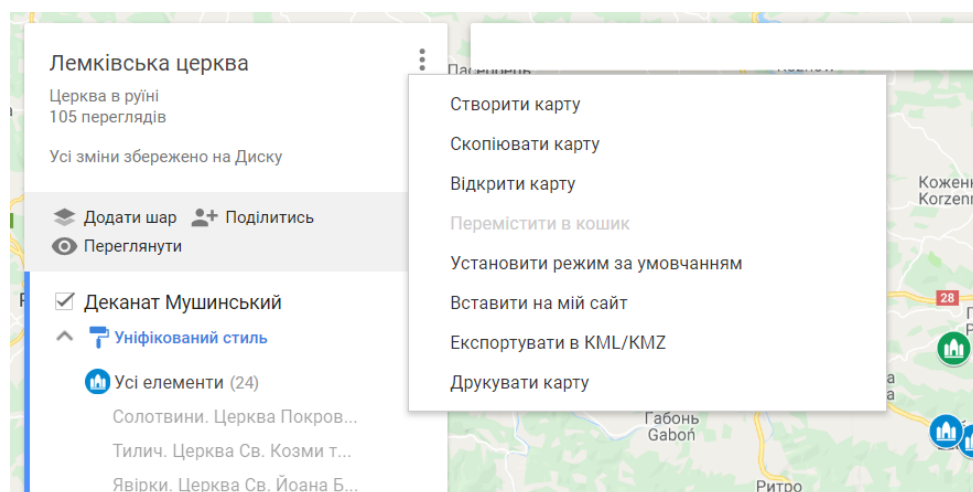 Лемківська церква
Церква в руїні
105 переглядів
Усі зміни збережено на Диску
Додати шар
Поділитись
Переглянути
Деканат Мушинський
Уніфікований стиль
Усі елементи (24)
Солотвини. Церква Покров...
Тилич. Церква Св. Козми т...
Явірки. Церква Св. Йоана Б...
Створити карту
Скопіювати карту
Відкрити карту
Перемістити в кошик
Установити режим за умовчанням
Вставити на мій сайт
Експортувати в KML/KMZ
Друкувати карту
28
Габонь
Gaboń
Ритро